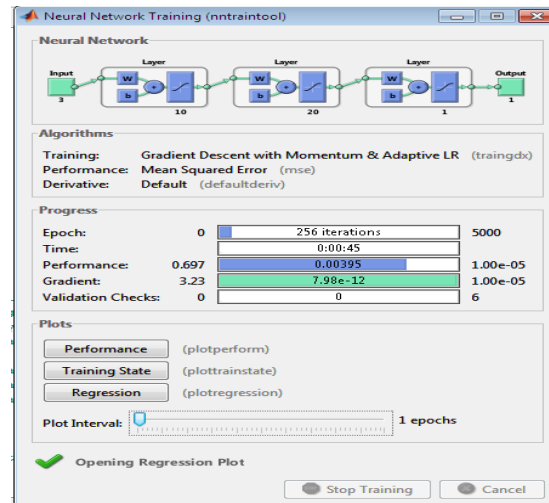 Neural Network Training (nntraintool)
Neural Network
Layer Layer Layer
Input Output
W W W
b b b
3 10 20 1 1
Algorithms
Training: Gradient Descent with Momentum & Adaptive LR (traingdx)
Performance: Mean Squared Error (mse)
Derivative: Default (defaultderiv)
Progress
Epoch: 0 256 iterations 5000
Time: 0:00:45
Performance: 0.697 0.00395 1.00e-05
Gradient: 3.23 7.98e-12 1.00e-05
Validation Checks: 0 0 6
Plots
Performance (plotperform)
Training State (plottrainstate)
Regression (plotregression)
Plot Interval: 1 epochs
Opening Regression Plot
Stop Training Cancel